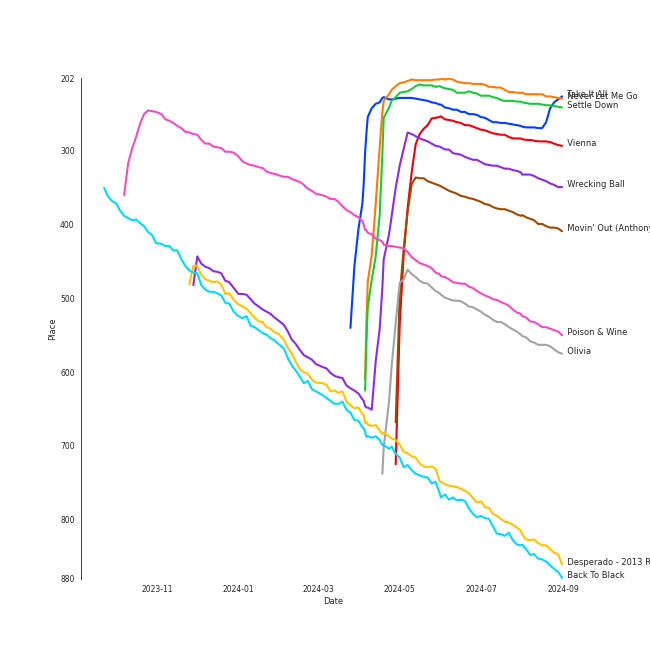 202
300
400
500
600
700
800
880
Place
2023-11
2024-01
2024-03
2024-05
2024-07
2024-09
Date
Take It All
Never Let Me Go
Settle Down
Vienna
Wrecking Ball
Movin' Out (Anthony
Poison & Wine
Olivia
Desperado - 2013 R
Back To Black